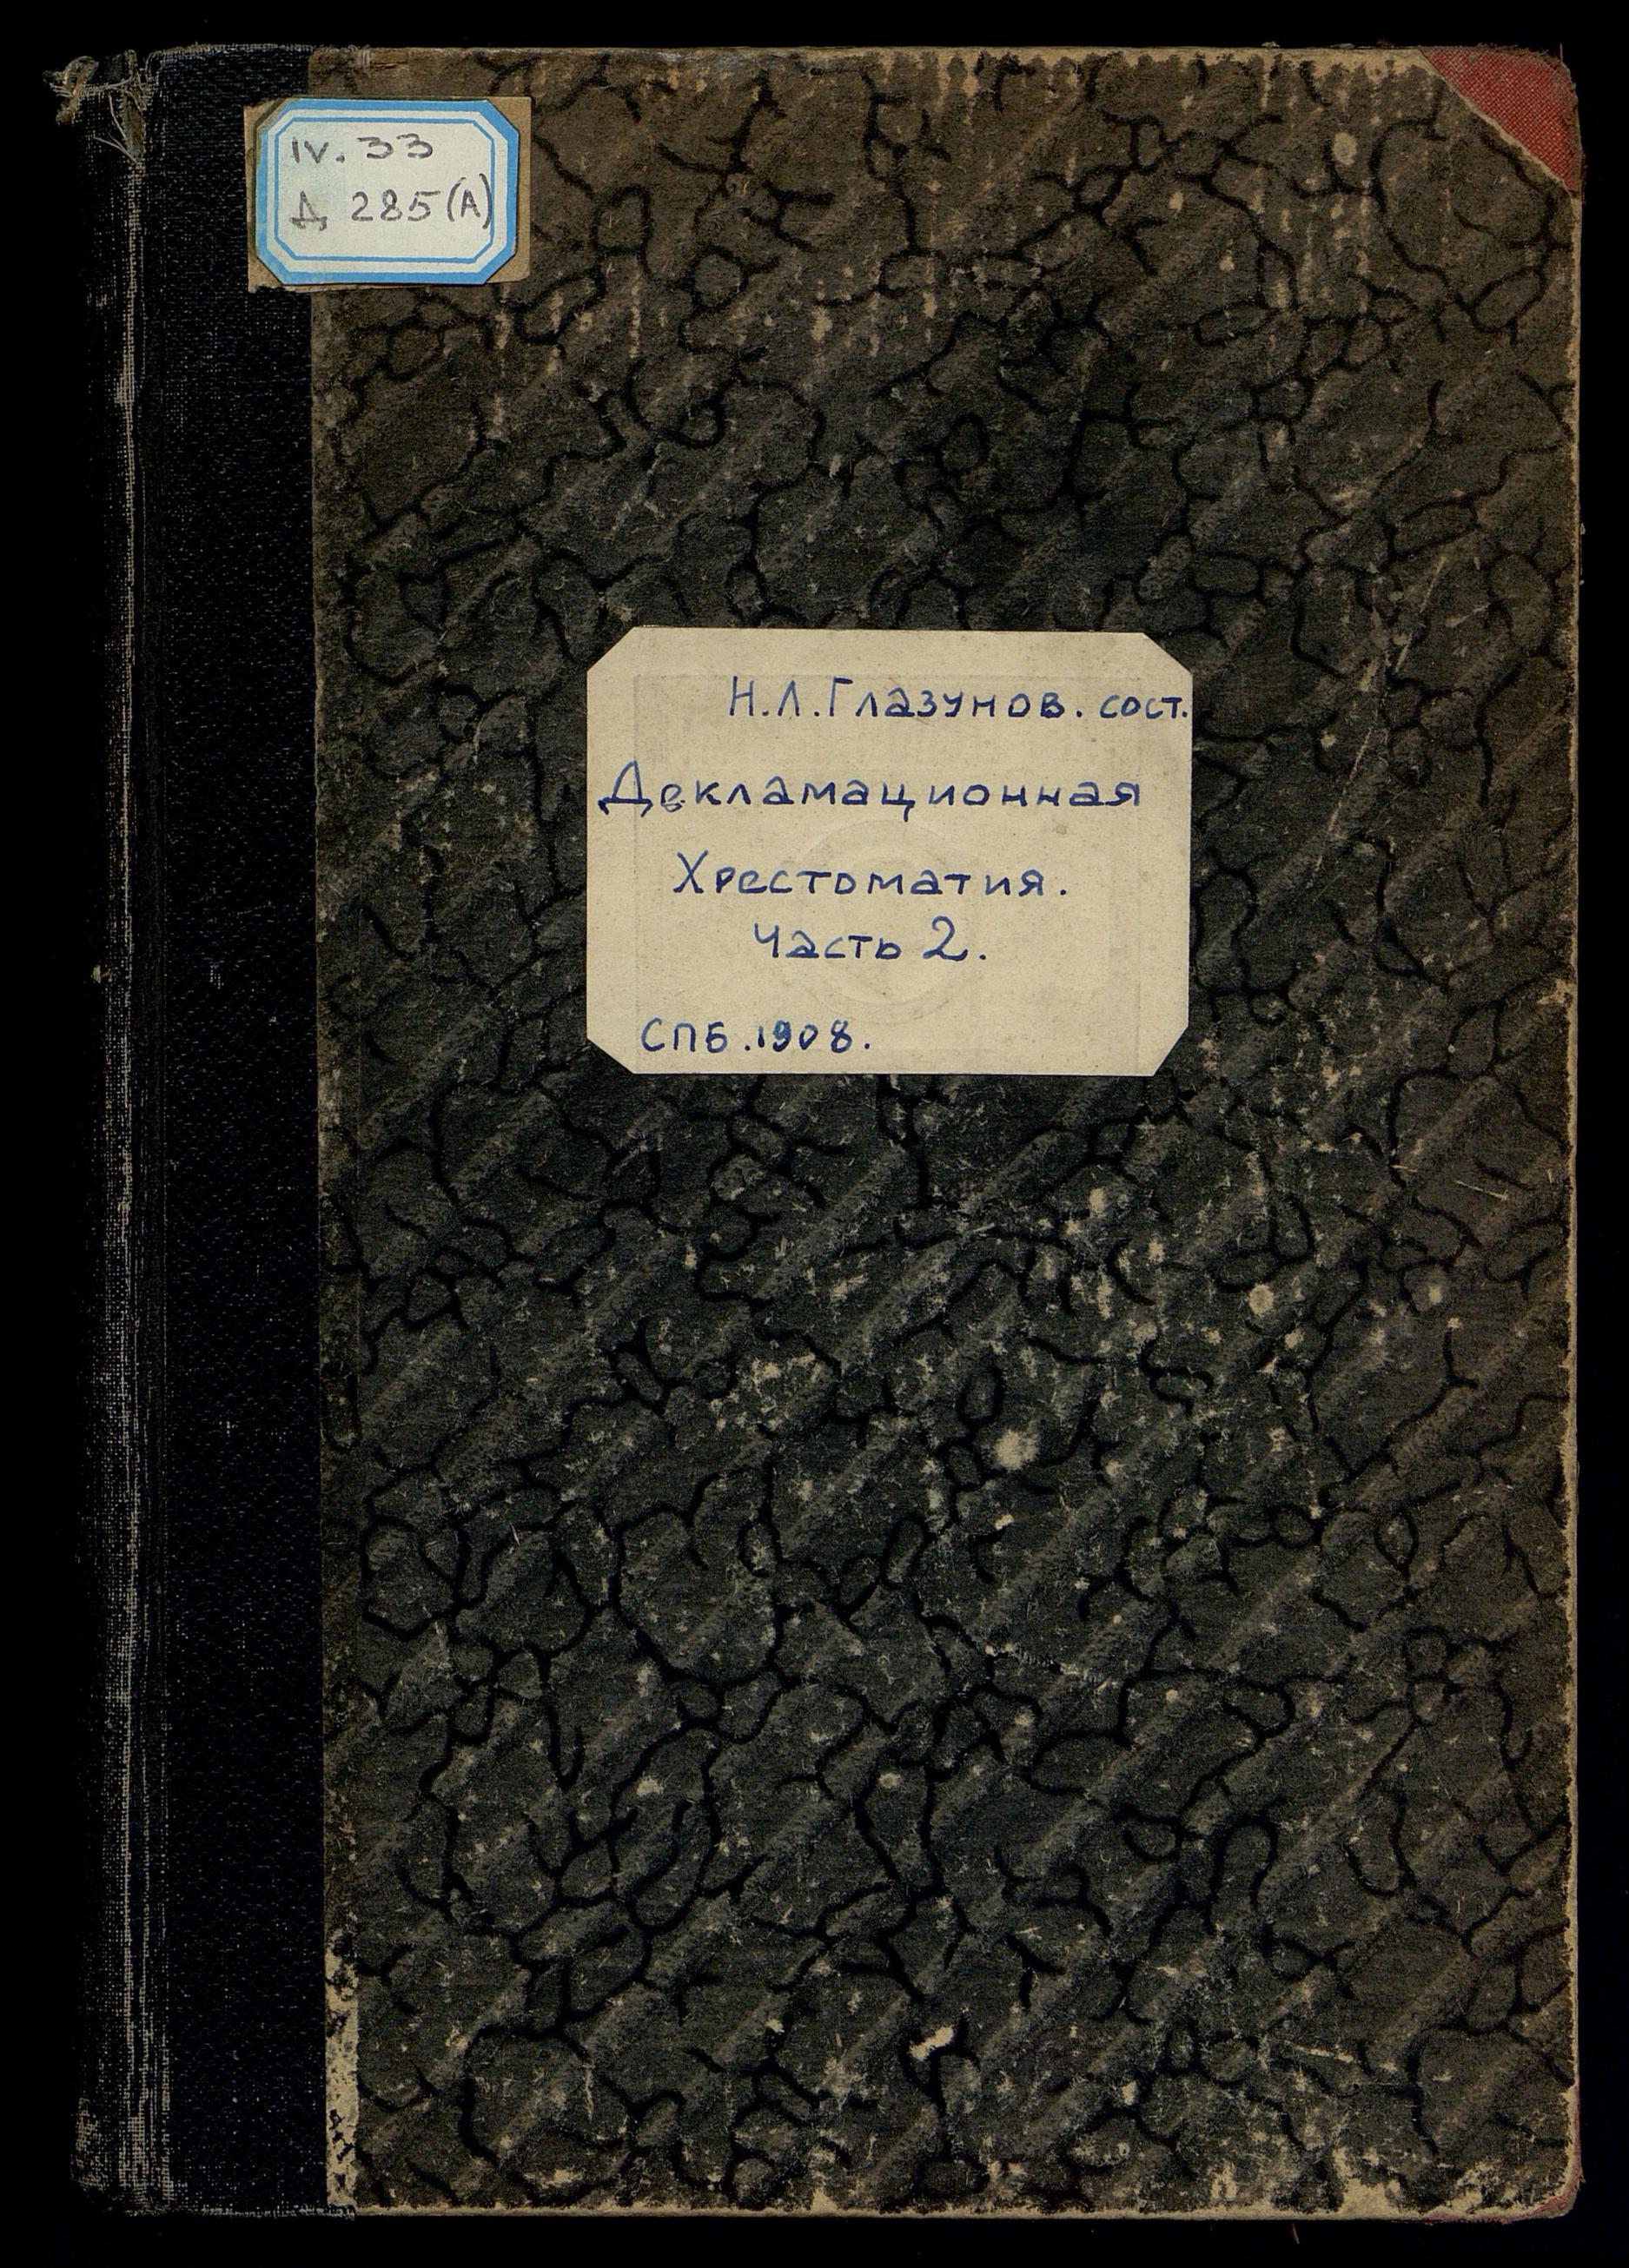 IV. 33
Д 285(А)
Н.Л.Глазунов. сост.
Декламационная
Хрестоматия.
Часть 2.
СПБ.1908.